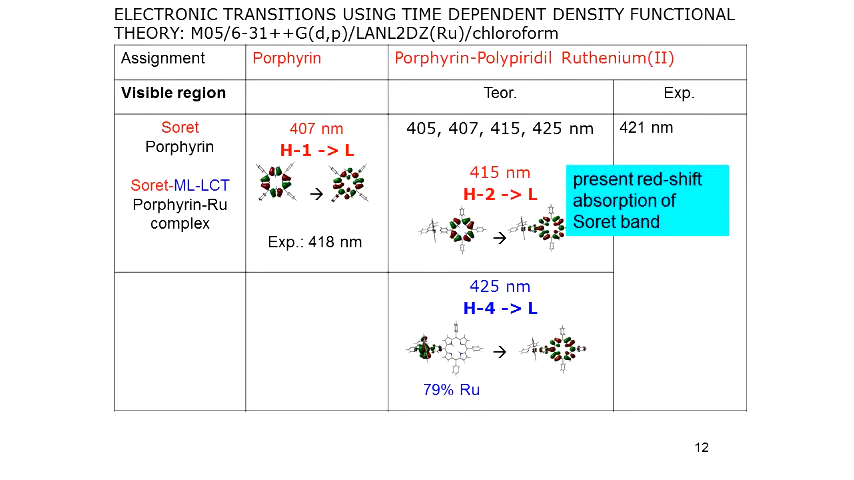 ELECTRONIC TRANSITIONS USING TIME DEPENDENT DENSITY FUNCTIONAL
THEORY: M05/6-31++G(d,p)/LANL2DZ(Ru)/chloroform
Assignment
Porphyrin
Porphyrin-Polypiridil Ruthenium(II)
Visible region
Teor.
Exp.
Soret
Porphyrin
Soret-ML-LCT
Porphyrin-Ru
complex
407 nm
H-1 -> L
→
Exp.: 418 nm
405, 407, 415, 425 nm
415 nm
H-2 -> L
→
421 nm
present red-shift
absorption of
Soret band
425 nm
H-4 -> L
→
79% Ru
12